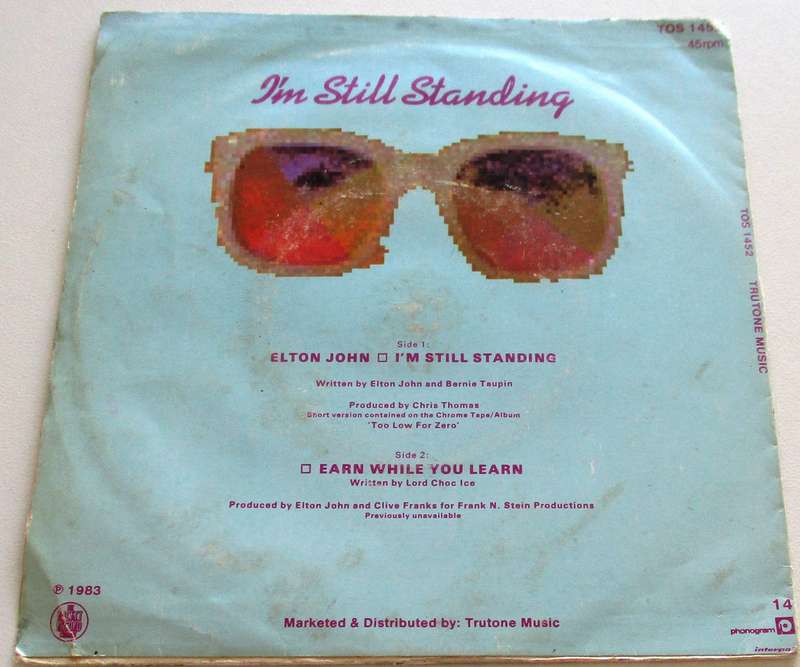 TOS 145
45rpm
I'm Still Standing
TOS 1452 TRUTONE MUSIC
Side 1:
ELTON JOHN □ I'M STILL STANDING
Written by Elton John and Bernie Taupin
Produced by Chris Thomas
Short version contained on the Chrome Tape/Album
'Too Low For Zero'
Side 2:
□ EARN WHILE YOU LEARN
Written by Lord Choc Ice
Produced by Elton John and Clive Franks for Frank N. Stein Productions
Previously unavailable
℗ 1983
Marketed & Distributed by: Trutone Music
14
phonogram